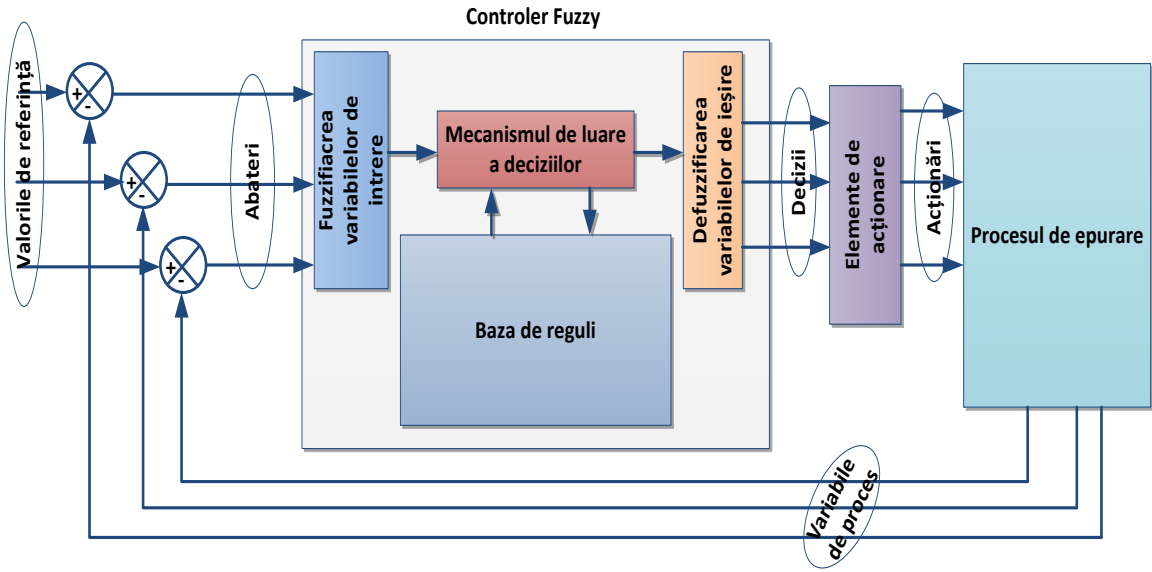 Controler Fuzzy
Valorile de referință
+
-
+
-
+
-
Abateri
Fuzzifiacrea
variabilelor de
intrere
Mecanismul de luare
a deciziilor
Baza de reguli
Defuzzificarea
variabilelor de ieșire
Decizii
Elemente de
acționare
Acționări
Procesul de epurare
Variabile
de proces